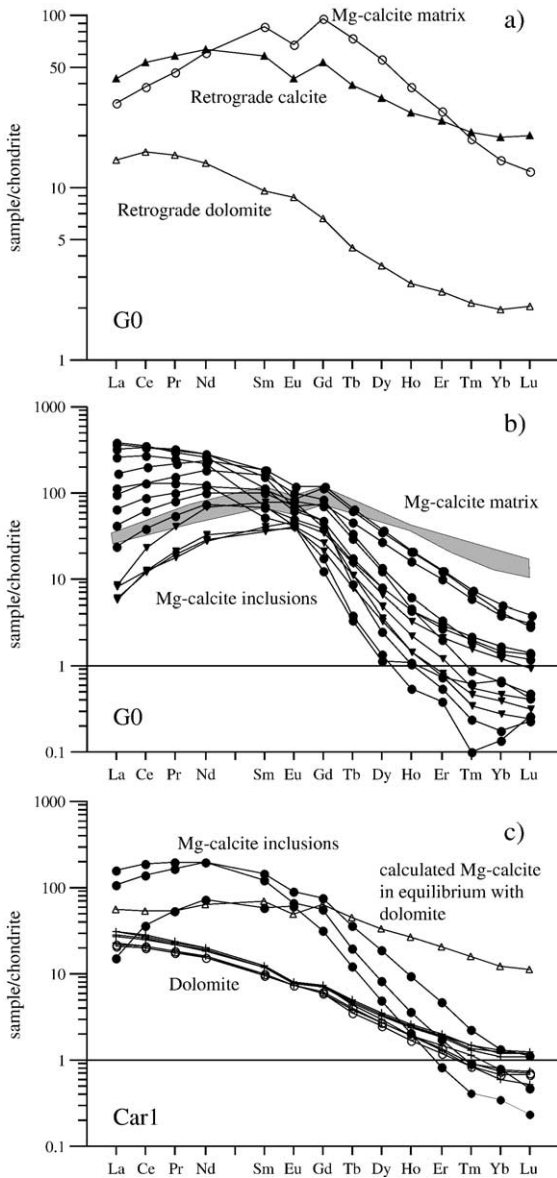 a)
100
Mg-calcite matrix
50
Retrograde calcite
sample/chondrite
10
Retrograde dolomite
5
G0
1
La Ce Pr Nd Sm Eu Gd Tb Dy Ho Er Tm Yb Lu
b)
1000
100
Mg-calcite matrix
sample/chondrite
10
Mg-calcite inclusions
1
G0
0.1
La Ce Pr Nd Sm Eu Gd Tb Dy Ho Er Tm Yb Lu
c)
1000
Mg-calcite inclusions
calculated Mg-calcite
in equilibrium with
dolomite
100
sample/chondrite
Dolomite
10
1
Car1
0.1
La Ce Pr Nd Sm Eu Gd Tb Dy Ho Er Tm Yb Lu